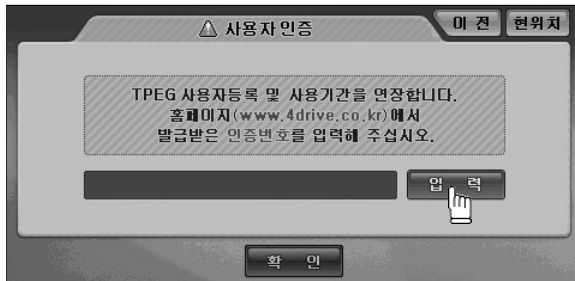 사용자인증
이 전
현위치
TPEG 사용자등록 및 사용기간을 연장합니다.
홈페이지(www.4drive.co.kr)에서
발급받은 인증번호를 입력해 주십시오.
입 력
확 인